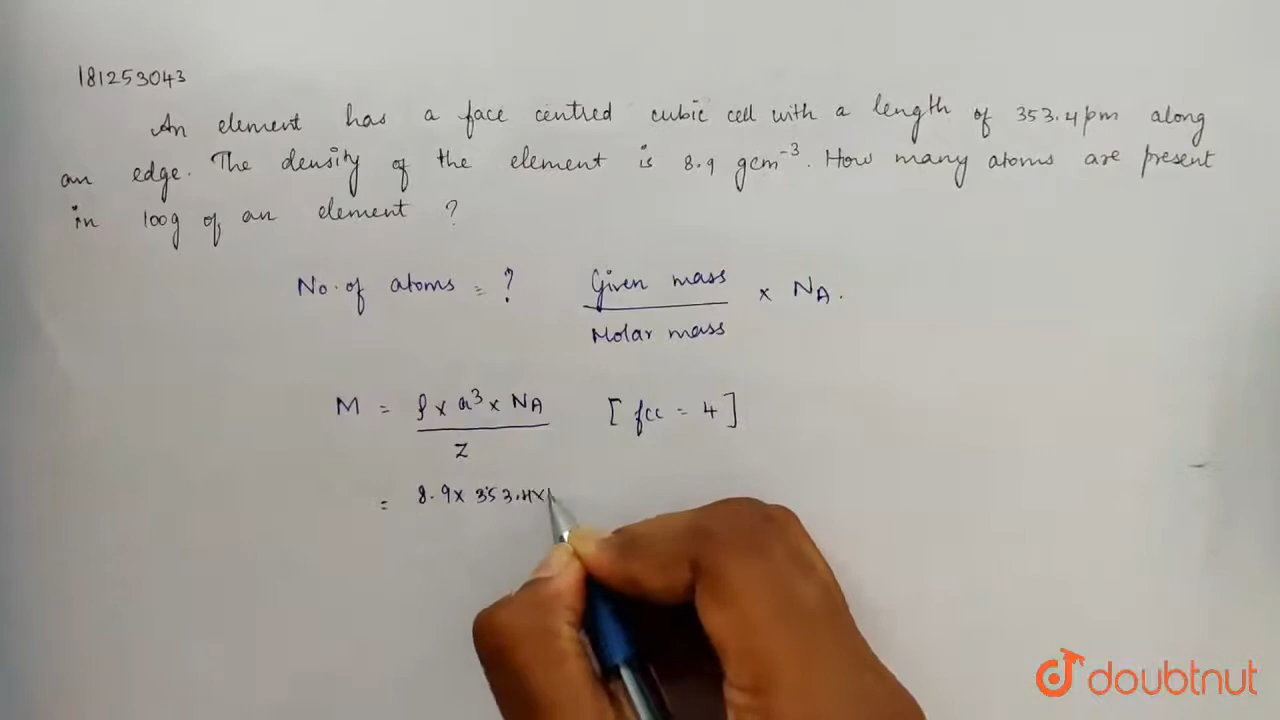 181253043
An element has a face centred cubic cell with a length of 353.4pm along
an edge. The density of the element is 8.9 gcm⁻³. How many atoms are present
in 100g of an element ?
No. of atoms = ? Given mass / Molar mass × NA.
M = ρ × a³ × NA / Z [ fcc = 4 ]
= 8.9 × 353.4 ×
doubtnut